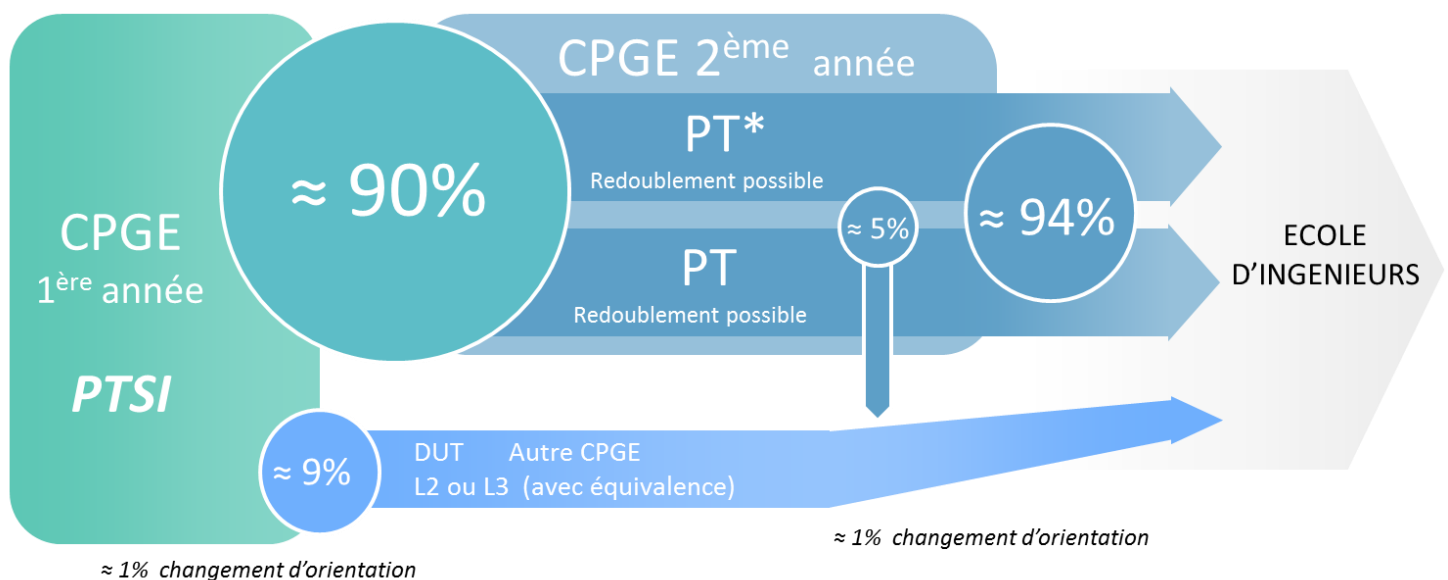 CPGE 2ème année
PT*
Redoublement possible
≈ 90%
≈ 5%
≈ 94%
CPGE
1ère année
PT
Redoublement possible
ECOLE
D’INGENIEURS
PTSI
≈ 9%
DUT Autre CPGE
L2 ou L3 (avec équivalence)
≈ 1% changement d’orientation
≈ 1% changement d’orientation